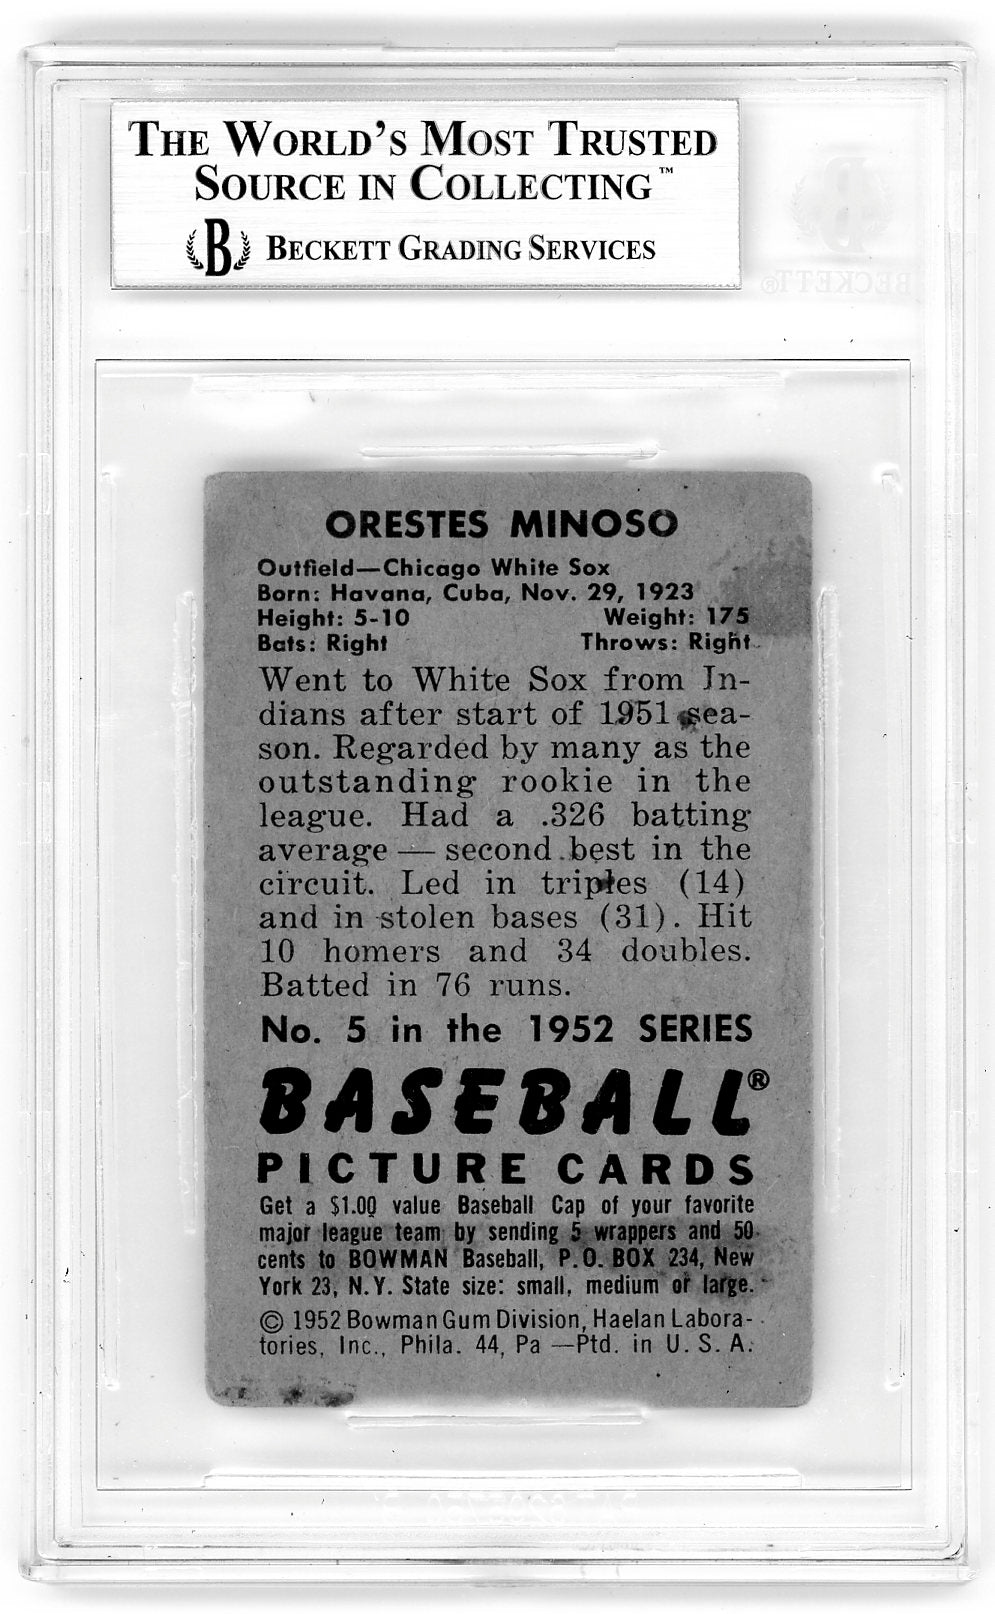 THE WORLD'S MOST TRUSTED
SOURCE IN COLLECTING™
B BECKETT GRADING SERVICES
BECKETT®
ORESTES MINOSO
Outfield—Chicago White Sox
Born: Havana, Cuba, Nov. 29, 1923
Height: 5-10 Weight: 175
Bats: Right Throws: Right
Went to White Sox from In-
dians after start of 1951 sea-
son. Regarded by many as the
outstanding rookie in the
league. Had a .326 batting
average — second best in the
circuit. Led in triples (14)
and in stolen bases (31). Hit
10 homers and 34 doubles.
Batted in 76 runs.
No. 5 in the 1952 SERIES
BASEBALL®
PICTURE CARDS
Get a $1.00 value Baseball Cap of your favorite
major league team by sending 5 wrappers and 50
cents to BOWMAN Baseball, P.O. BOX 234, New
York 23, N.Y. State size: small, medium or large.
© 1952 Bowman Gum Division, Haelan Labora-
tories, Inc., Phila. 44, Pa —Ptd. in U. S. A.